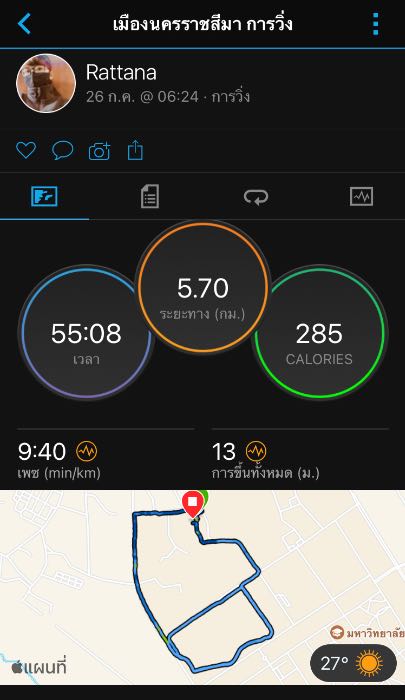 เมืองนครราชสีมา การวิ่ง
Rattana
26 ก.ค. @ 06:24 · การวิ่ง
5.70
ระยะทาง (กม.)
55:08
เวลา
285
CALORIES
9:40
เพซ (min/km)
13
การขึ้นทั้งหมด (ม.)
มหาวิทยาลัย
แผนที่
27°